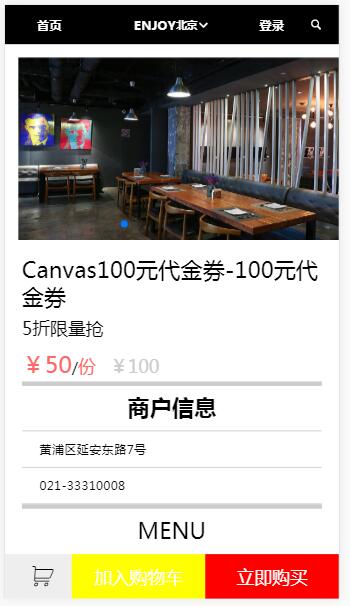 首页 ENJOY北京 登录
Canvas100元代金券-100元代
金券
5折限量抢
￥50/份 ￥100
商户信息
黄浦区延安东路7号
021-33310008
MENU
加入购物车 立即购买